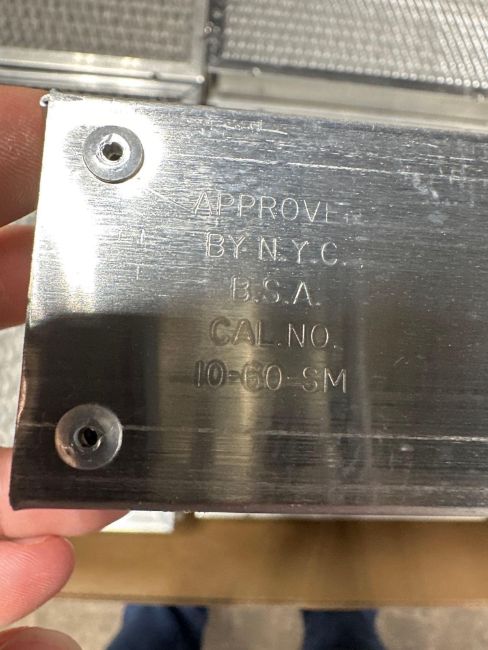 APPROVE
BY N.Y.C.
B.S.A.
CAL.NO.
10-60-SM